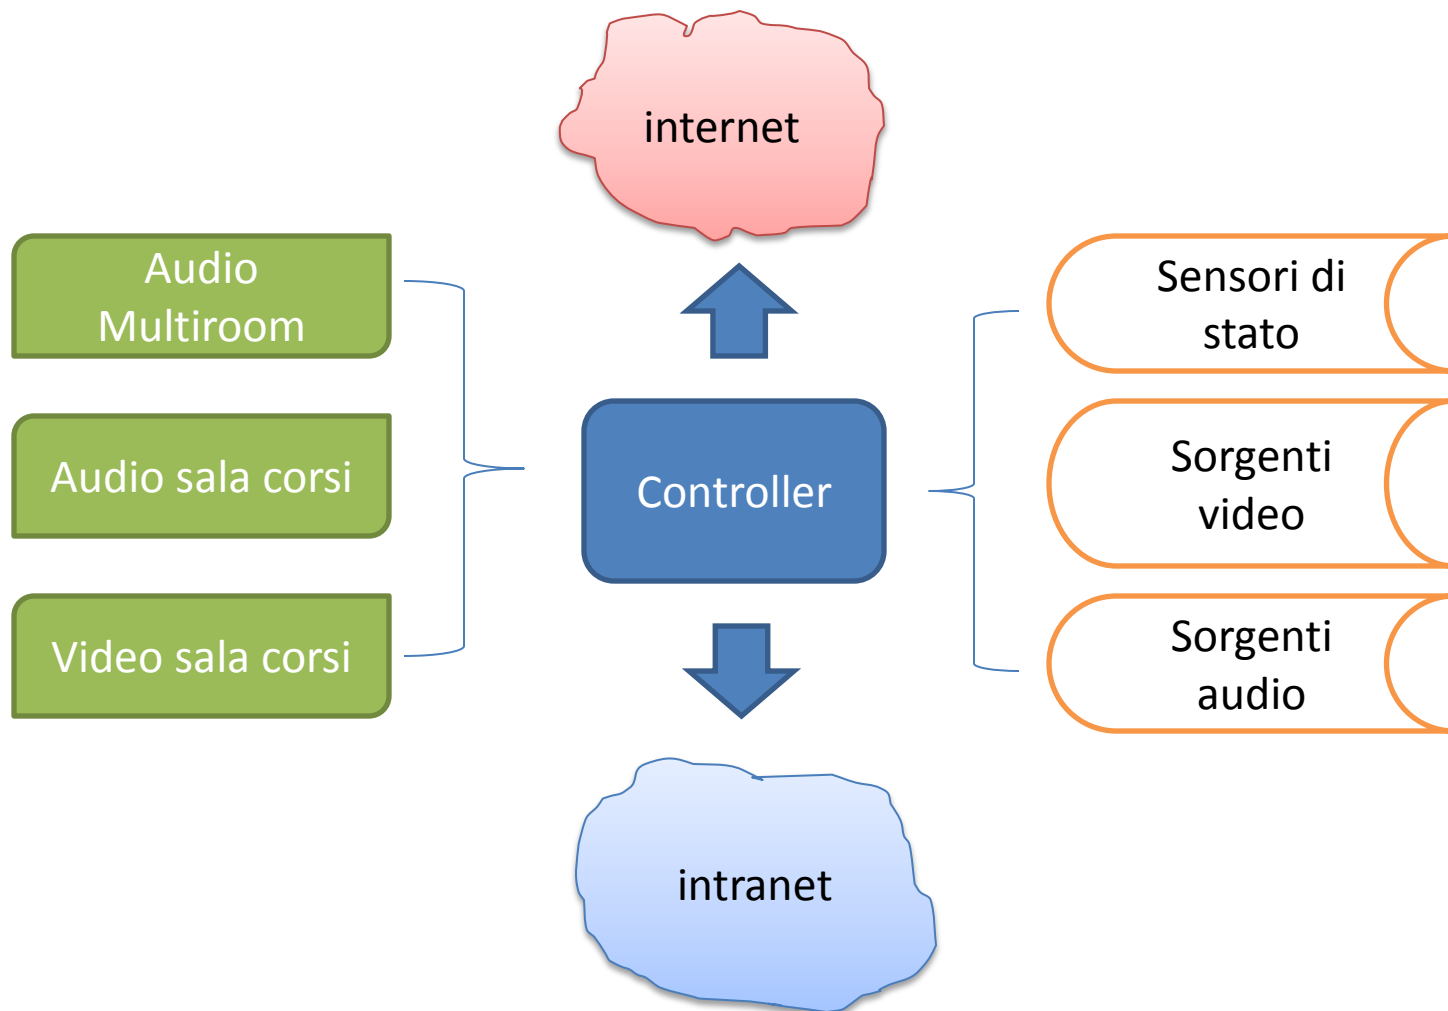 internet
Audio
Multiroom
Audio sala corsi
Video sala corsi
Controller
Sensori di
stato
Sorgenti
video
Sorgenti
audio
intranet